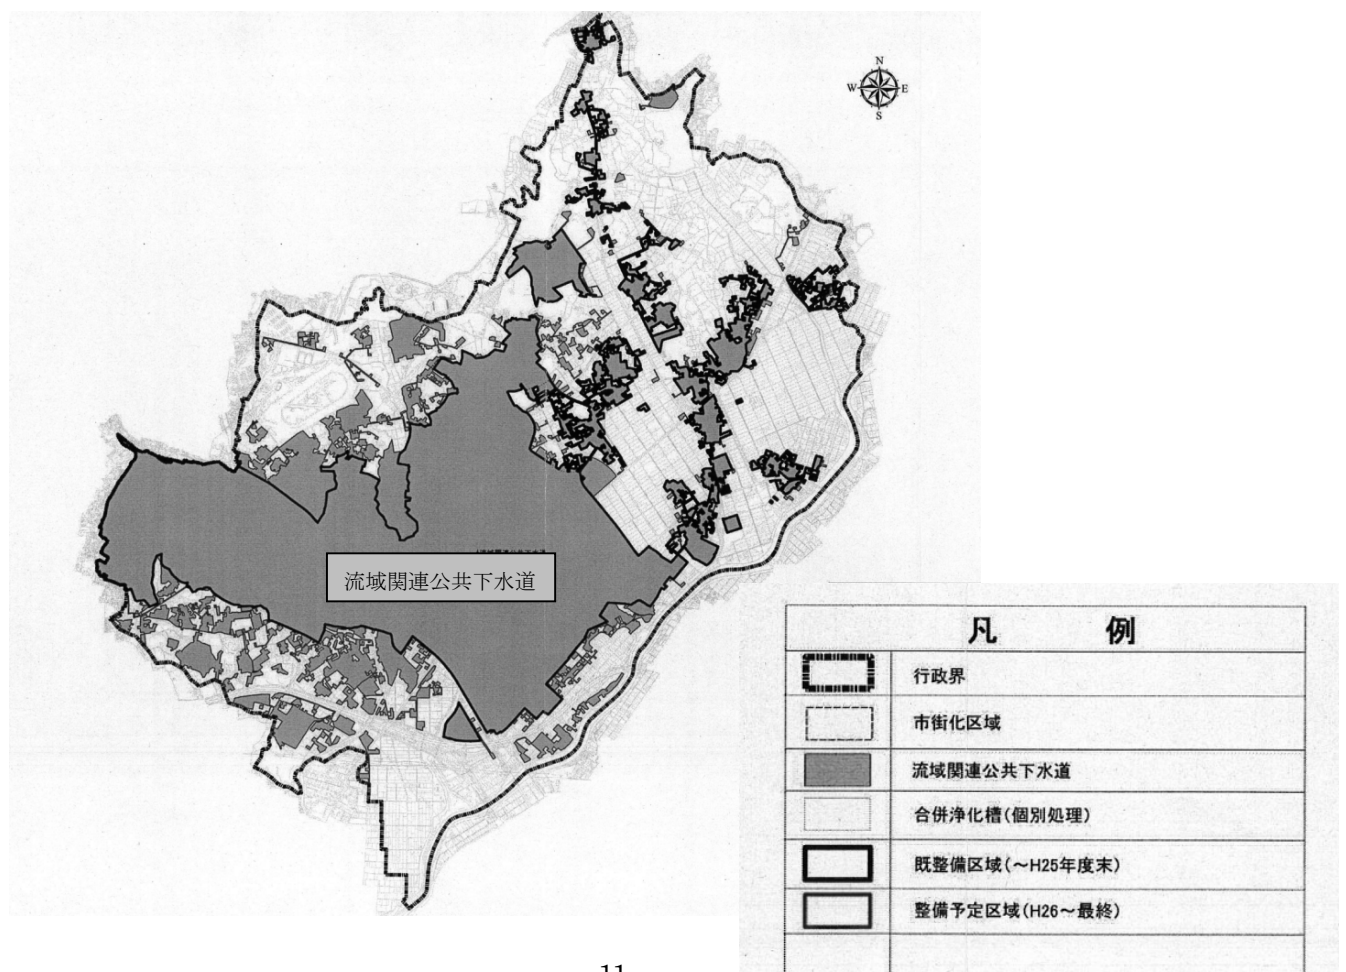 N
W
E
S
流域関連公共下水道
凡 例
行政界
市街化区域
流域関連公共下水道
合併浄化槽(個別処理)
既整備区域(~H25年度末)
整備予定区域(H26~最終)
11